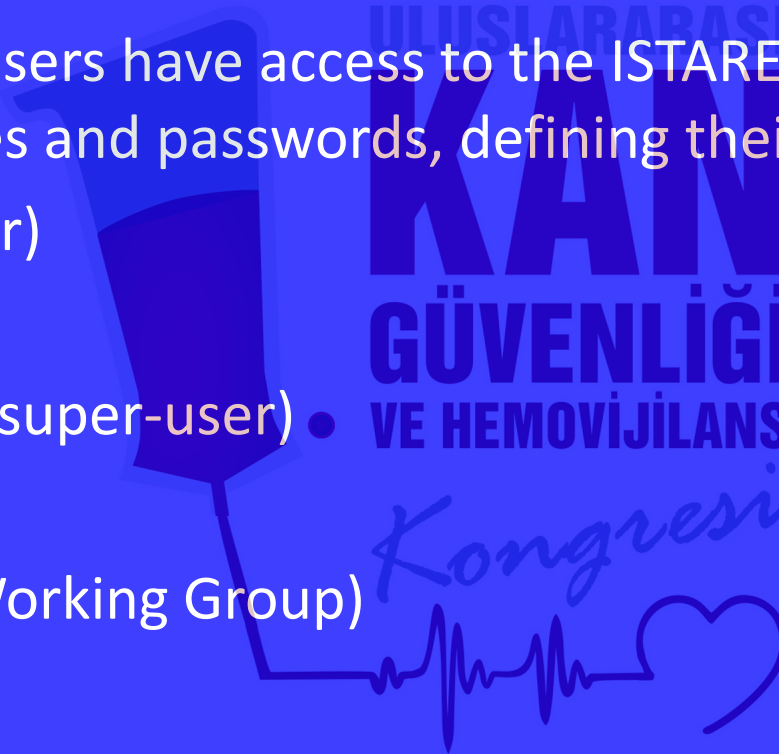 ULUSLARARASI
sers have access to the ISTARE
es and passwords, defining thei
r)
KAN
GÜVENLİĞİ
super-user)
VE HEMOVİJİLANS
Kongresi
Working Group)